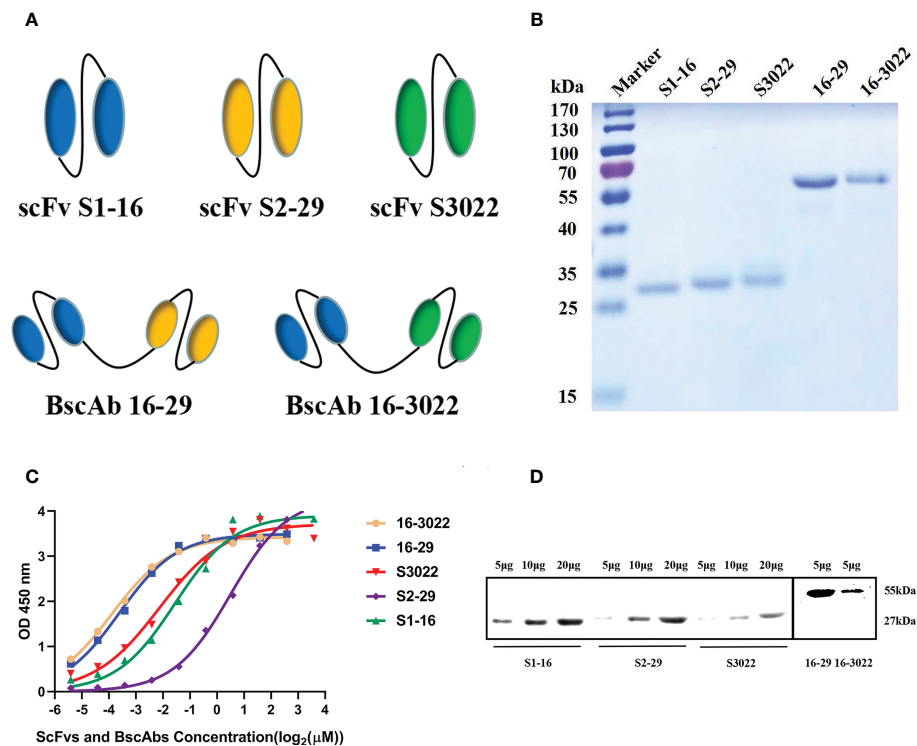 A
scFv S1-16
scFv S2-29
scFv S3022
BscAb 16-29
BscAb 16-3022
B
kDa
Marker
S1-16
S2-29
S3022
16-29
16-3022
170
130
100
70
55
40
35
25
15
C
OD 450 nm
4
3
2
1
0
-6 -5 -4 -3 -2 -1 0 1 2 3 4
ScFvs and BscAbs Concentration(log2(μM))
16-3022
16-29
S3022
S2-29
S1-16
D
5μg 10μg 20μg 5μg 10μg 20μg 5μg 10μg 20μg 5μg 5μg
55kDa
27kDa
S1-16 S2-29 S3022 16-29 16-3022